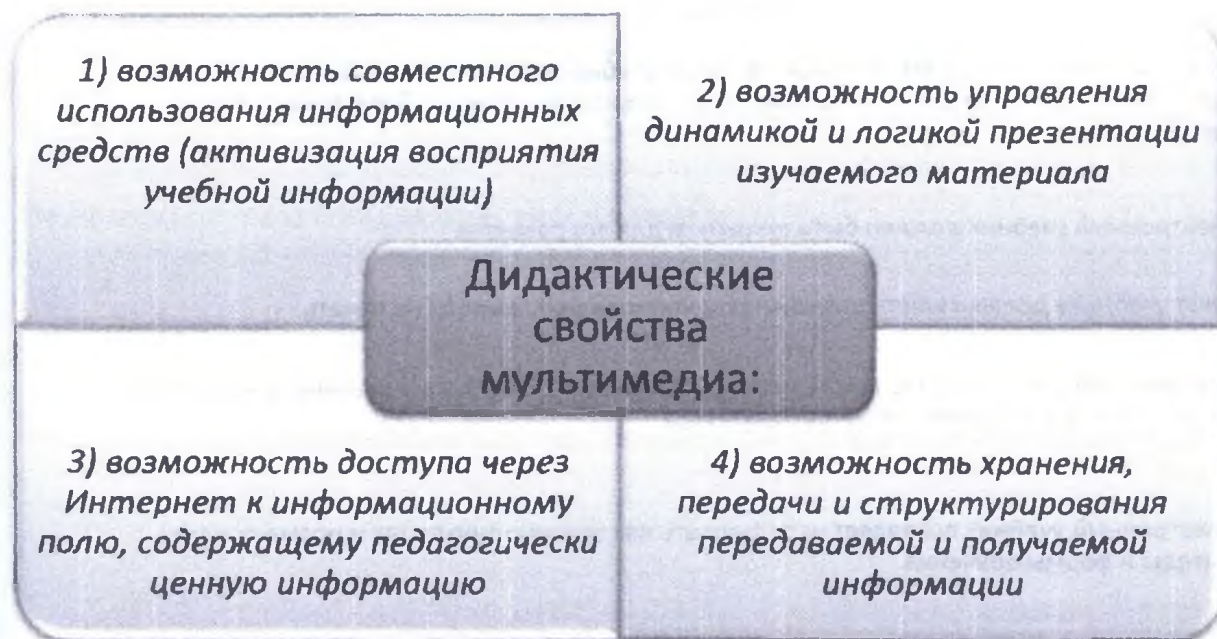 1) возможность совместного
использования информационных
средств (активизация восприятия
учебной информации)
2) возможность управления
динамикой и логикой презентации
изучаемого материала
Дидактические
свойства
мультимедиа:
3) возможность доступа через
Интернет к информационному
полю, содержащему педагогически
ценную информацию
4) возможность хранения,
передачи и структурирования
передаваемой и получаемой
информации